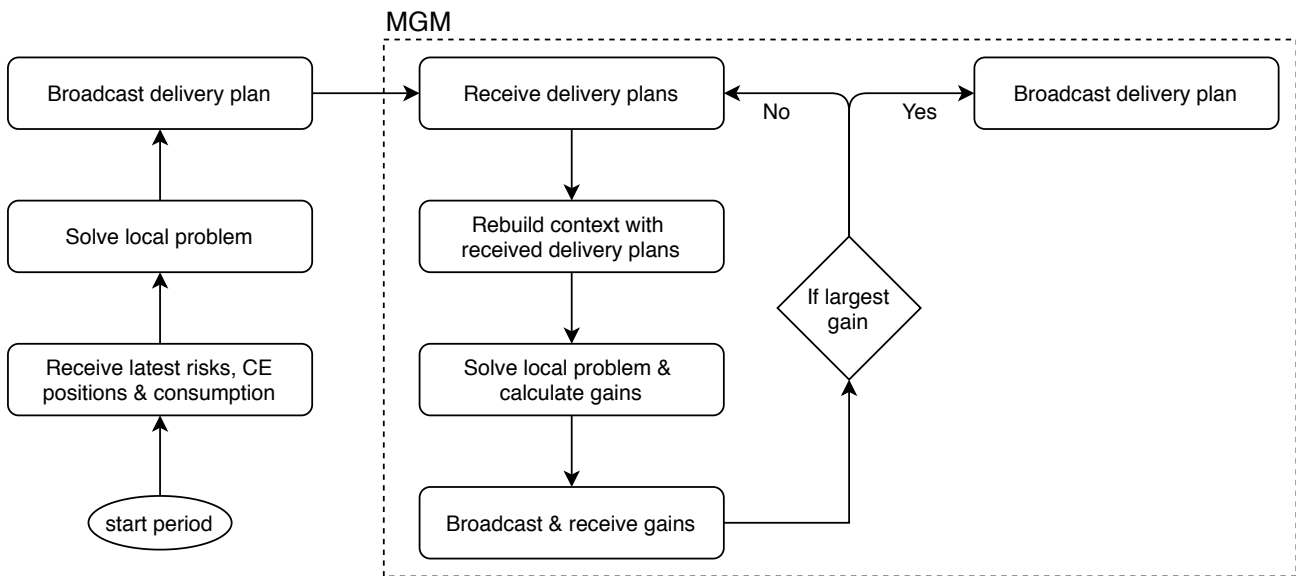 MGM
Broadcast delivery plan
Receive delivery plans
No
Yes
Broadcast delivery plan
Solve local problem
Rebuild context with
received delivery plans
If largest
gain
Receive latest risks, CE
positions & consumption
Solve local problem &
calculate gains
start period
Broadcast & receive gains